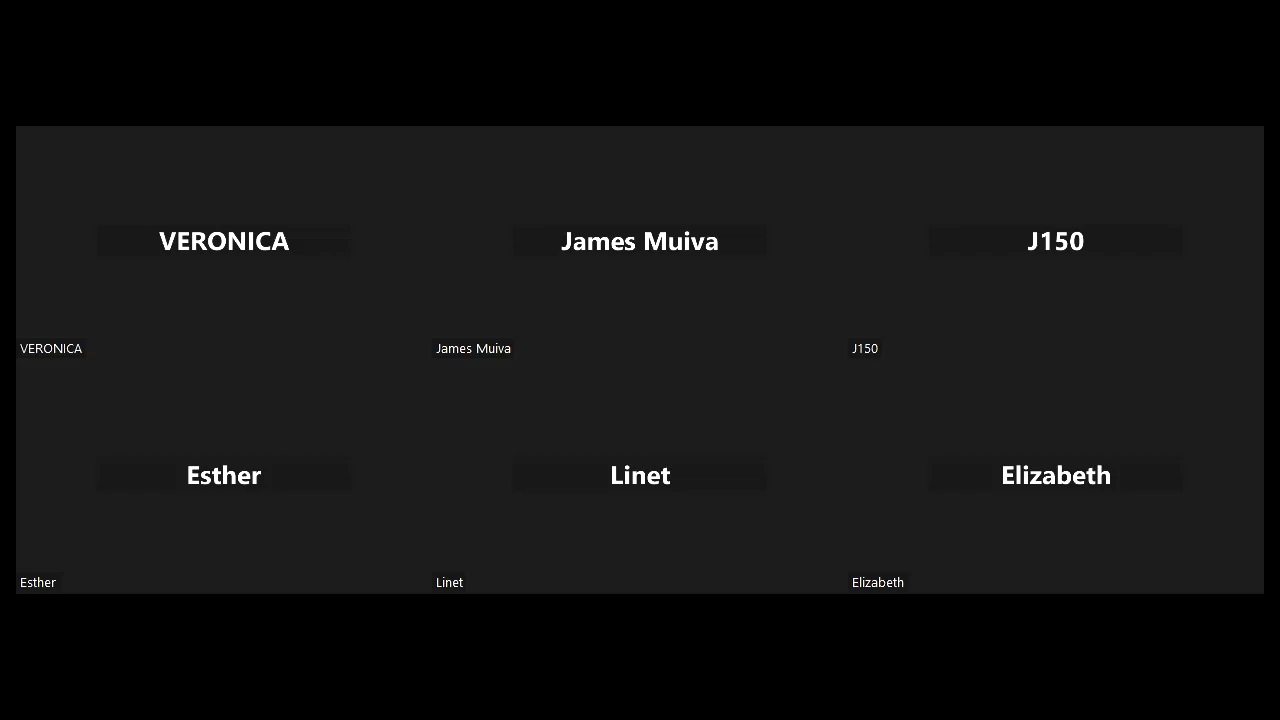 VERONICA
James Muiva
J150
VERONICA
James Muiva
J150
Esther
Linet
Elizabeth
Esther
Linet
Elizabeth